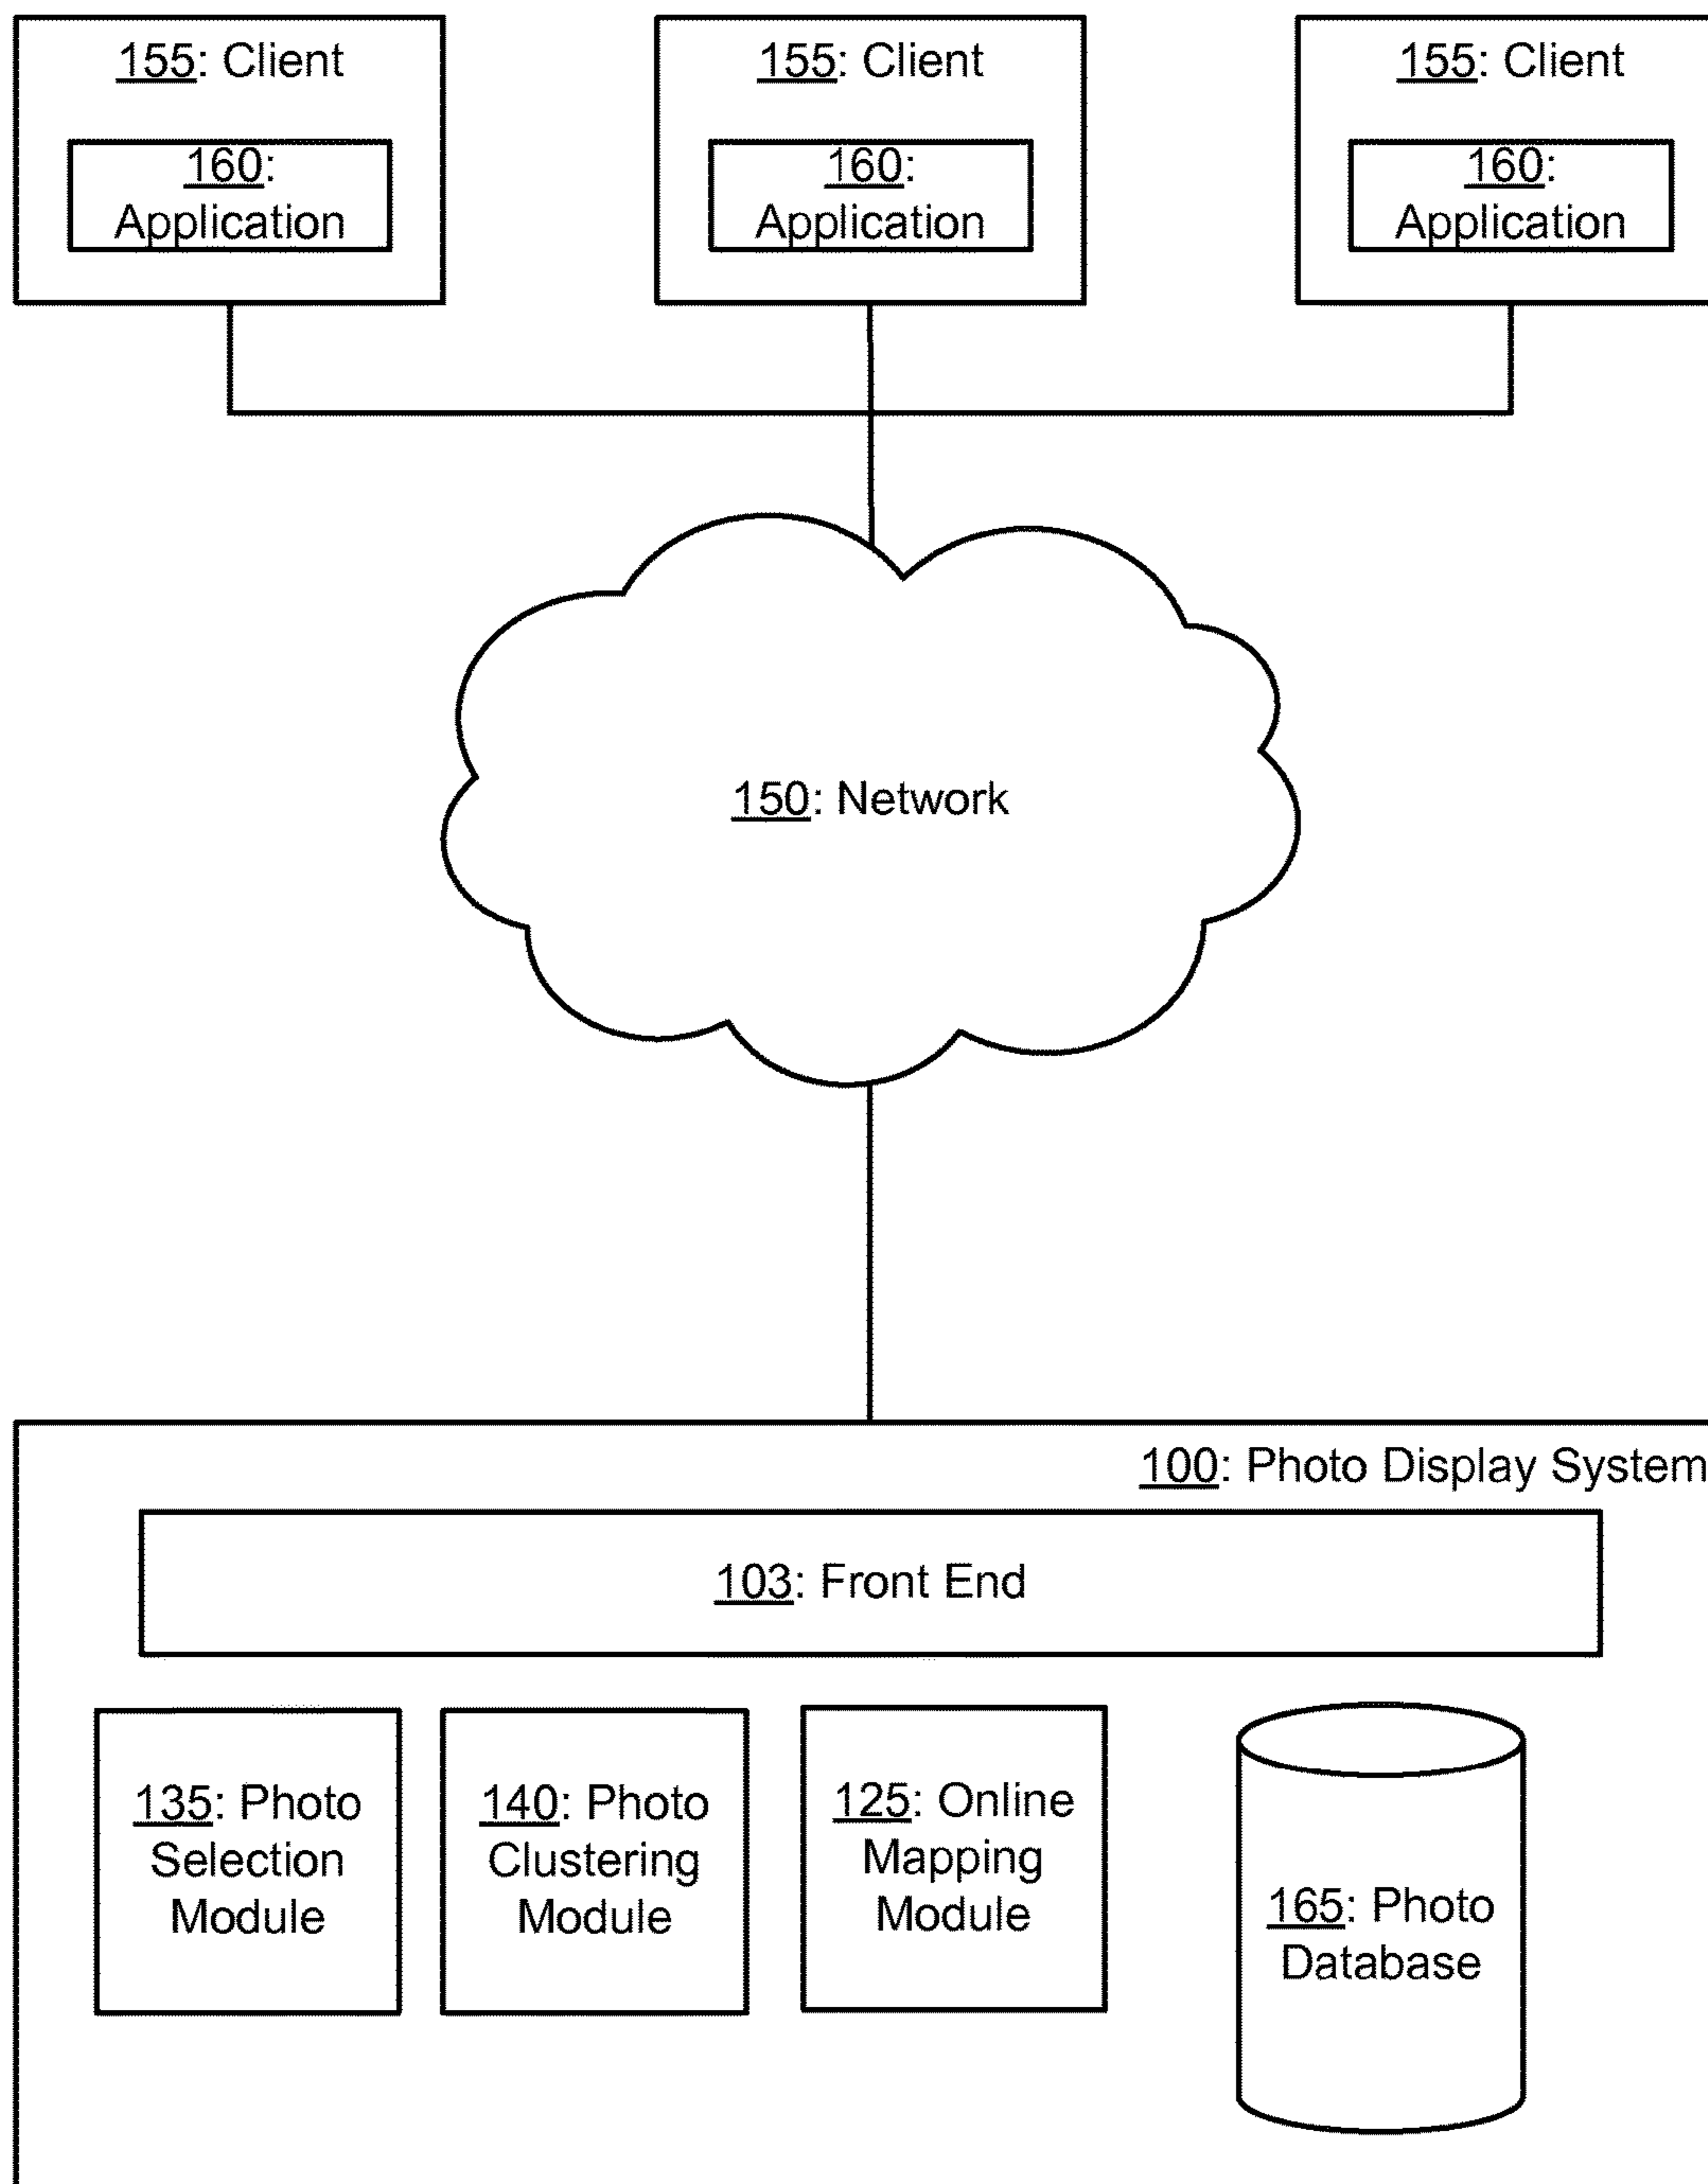 155: Client
160:
Application
155: Client
160:
Application
155: Client
160:
Application
150: Network
100: Photo Display System
103: Front End
135: Photo
Selection
Module
140: Photo
Clustering
Module
125: Online
Mapping
Module
165: Photo
Database